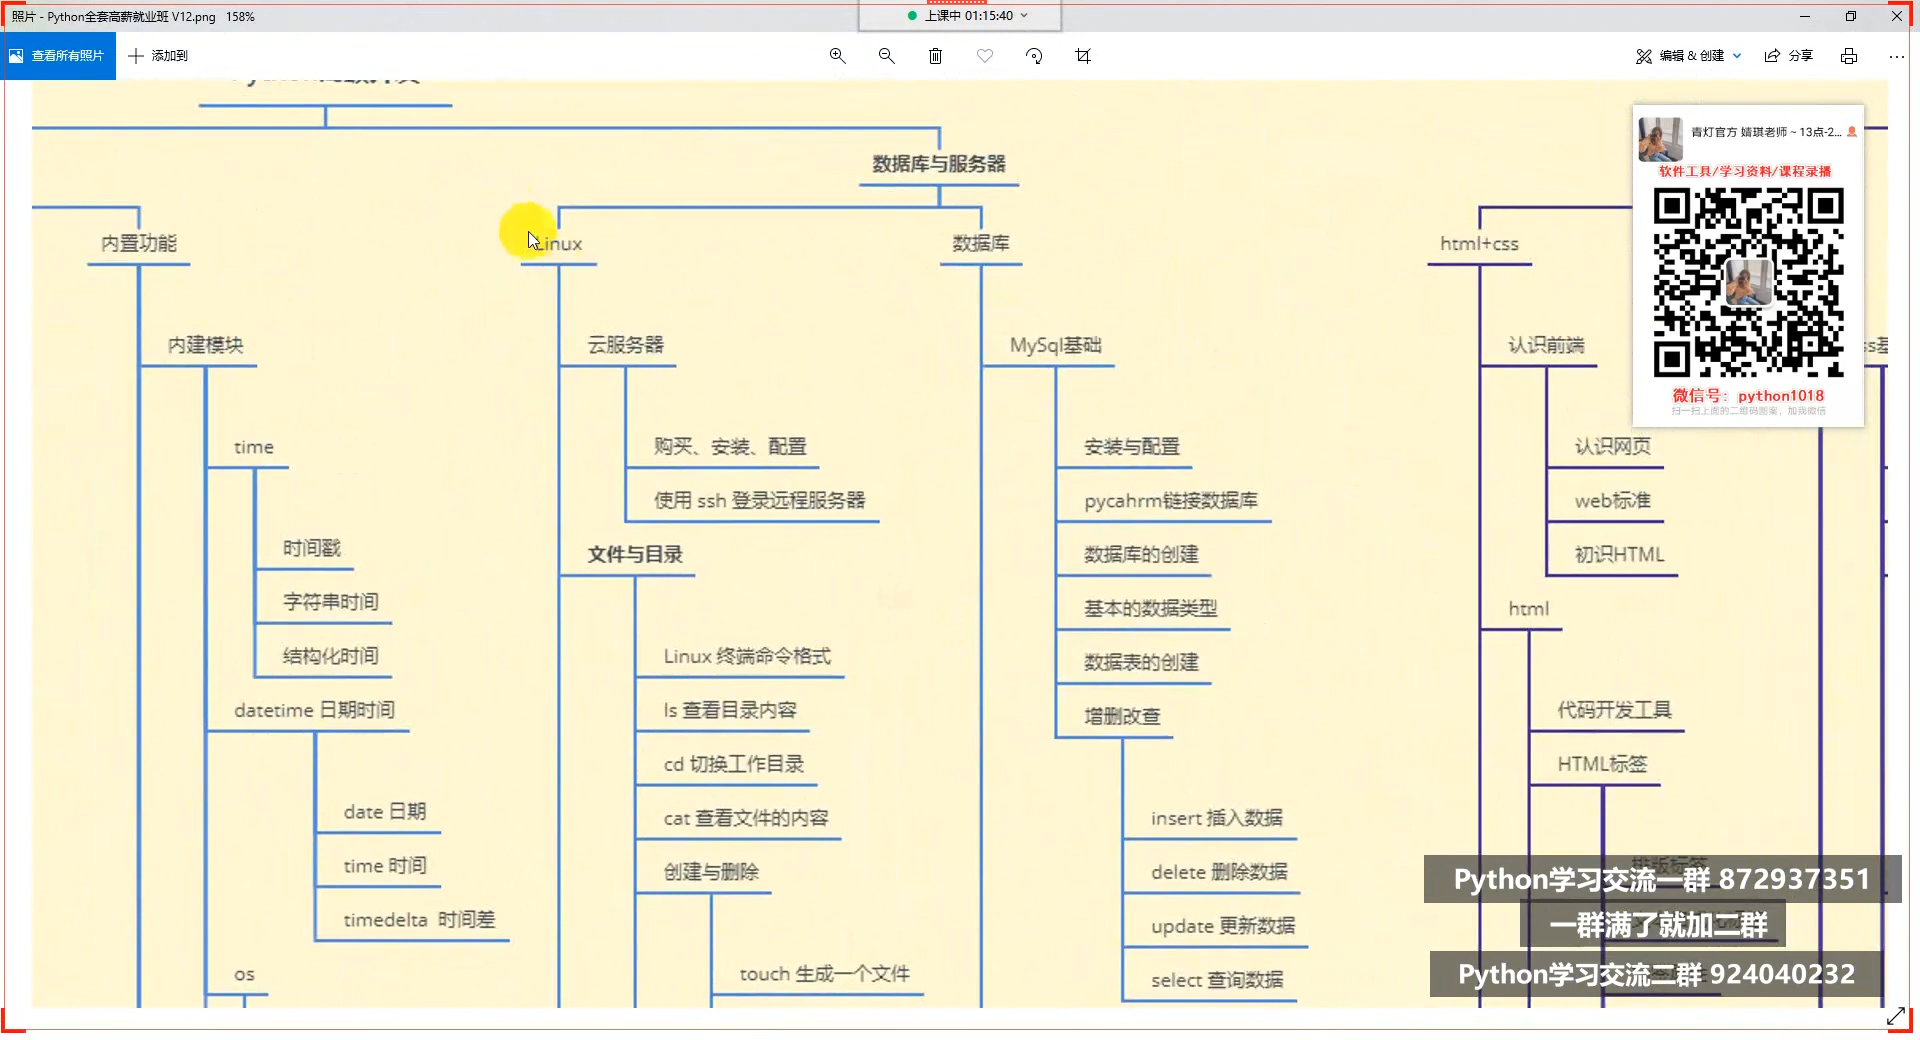 照片 - Python全套高薪就业班 V12.png 158%
上课中 01:15:40
查看所有照片
添加到
编辑 & 创建
分享
数据库与服务器
内置功能
Linux
数据库
html+css
内建模块
云服务器
MySql基础
认识前端
time
购买、安装、配置
安装与配置
认识网页
使用 ssh 登录远程服务器
pycahrm链接数据库
web标准
时间戳
文件与目录
数据库的创建
初识HTML
字符串时间
基本的数据类型
html
结构化时间
Linux 终端命令格式
数据表的创建
datetime 日期时间
ls 查看目录内容
增删改查
代码开发工具
cd 切换工作目录
HTML标签
date 日期
cat 查看文件的内容
insert 插入数据
time 时间
创建与删除
delete 删除数据
timedelta 时间差
update 更新数据
os
touch 生成一个文件
select 查询数据
青灯官方 婧琪老师 ~ 13点-2...
软件工具/学习资料/课程录播
微信号: python1018
扫一扫上面的二维码图案，加我微信
Python学习交流一群 872937351
一群满了就加二群
Python学习交流二群 924040232